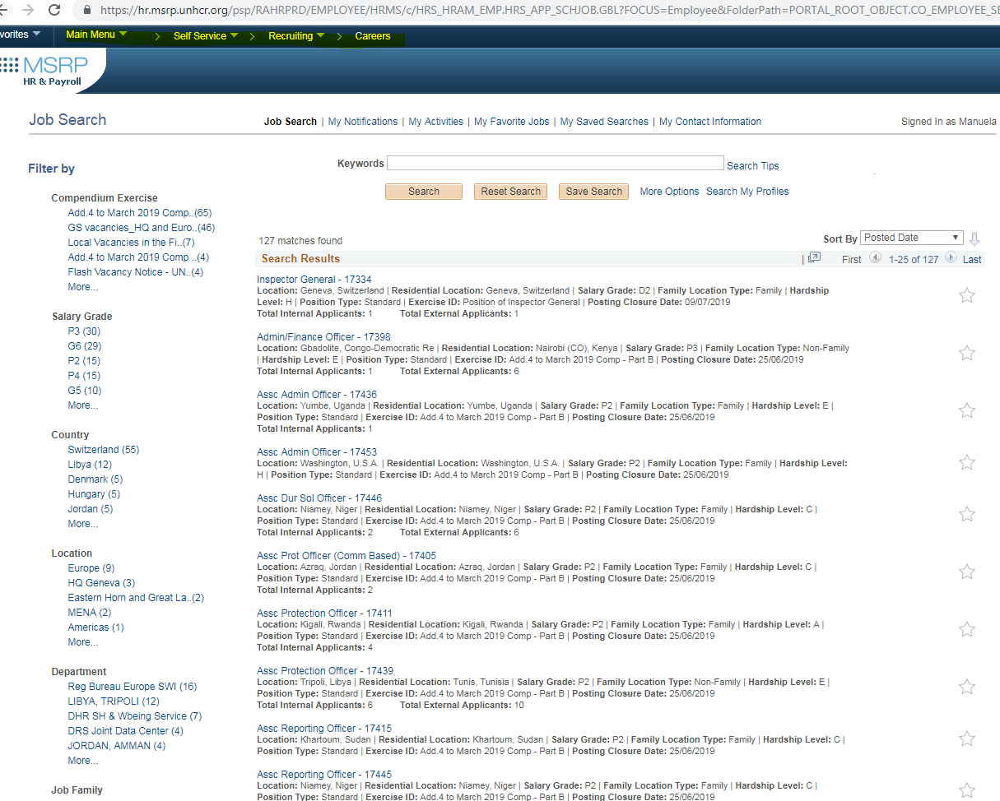 https://hr.msrp.unhcr.org/psp/RAHRPRD/EMPLOYEE/HRMS/c/HRS_HRAM_EMP.HRS_APP_SCHJOB.GBL?FOCUS=Employee&FolderPath=PORTAL_ROOT_OBJECT.CO_EMPLOYEE_SE
vorites Main Menu > Self Service > Recruiting > Careers
MSRP
HR & Payroll
Job Search
Job Search | My Notifications | My Activities | My Favorite Jobs | My Saved Searches | My Contact Information
Signed In as Manuela
Filter by
Compendium Exercise
Add.4 to March 2019 Comp..(65)
GS vacancies_HQ and Euro..(46)
Local Vacancies in the Fi..(7)
Add.4 to March 2019 Comp ..(4)
Flash Vacancy Notice - UN..(4)
More...
Salary Grade
P3 (30)
G6 (29)
P2 (15)
P4 (15)
G5 (10)
More...
Country
Switzerland (55)
Libya (12)
Denmark (5)
Hungary (5)
Jordan (5)
More...
Location
Europe (9)
HQ Geneva (3)
Eastern Horn and Great La..(2)
MENA (2)
Americas (1)
More...
Department
Reg Bureau Europe SWI (16)
LIBYA, TRIPOLI (12)
DHR SH & Wbeing Service (7)
DRS Joint Data Center (4)
JORDAN, AMMAN (4)
More...
Job Family
Keywords Search Tips
Search Reset Search Save Search More Options Search My Profiles
127 matches found
Sort By Posted Date
Search Results
| First 1-25 of 127 Last
Inspector General - 17334
Location: Geneva, Switzerland | Residential Location: Geneva, Switzerland | Salary Grade: D2 | Family Location Type: Family | Hardship
Level: H | Position Type: Standard | Exercise ID: Position of Inspector General | Posting Closure Date: 09/07/2019
Total Internal Applicants: 1 Total External Applicants: 1
Admin/Finance Officer - 17398
Location: Gbadolite, Congo-Democratic Re | Residential Location: Nairobi (CO), Kenya | Salary Grade: P3 | Family Location Type: Non-Family
| Hardship Level: E | Position Type: Standard | Exercise ID: Add.4 to March 2019 Comp - Part B | Posting Closure Date: 25/06/2019
Total Internal Applicants: 1 Total External Applicants: 6
Assc Admin Officer - 17436
Location: Yumbe, Uganda | Residential Location: Yumbe, Uganda | Salary Grade: P2 | Family Location Type: Family | Hardship Level: E |
Position Type: Standard | Exercise ID: Add.4 to March 2019 Comp - Part B | Posting Closure Date: 25/06/2019
Total Internal Applicants: 1
Assc Admin Officer - 17453
Location: Washington, U.S.A. | Residential Location: Washington, U.S.A. | Salary Grade: P2 | Family Location Type: Family | Hardship Level:
H | Position Type: Standard | Exercise ID: Add.4 to March 2019 Comp - Part B | Posting Closure Date: 25/06/2019
Assc Dur Sol Officer - 17446
Location: Niamey, Niger | Residential Location: Niamey, Niger | Salary Grade: P2 | Family Location Type: Family | Hardship Level: C |
Position Type: Standard | Exercise ID: Add.4 to March 2019 Comp - Part B | Posting Closure Date: 25/06/2019
Total Internal Applicants: 2 Total External Applicants: 6
Assc Prot Officer (Comm Based) - 17405
Location: Azraq, Jordan | Residential Location: Azraq, Jordan | Salary Grade: P2 | Family Location Type: Family | Hardship Level: C |
Position Type: Standard | Exercise ID: Add.4 to March 2019 Comp - Part B | Posting Closure Date: 25/06/2019
Total Internal Applicants: 2
Assc Protection Officer - 17411
Location: Kigali, Rwanda | Residential Location: Kigali, Rwanda | Salary Grade: P2 | Family Location Type: Family | Hardship Level: A |
Position Type: Standard | Exercise ID: Add.4 to March 2019 Comp - Part B | Posting Closure Date: 25/06/2019
Total Internal Applicants: 4
Assc Protection Officer - 17439
Location: Tripoli, Libya | Residential Location: Tunis, Tunisia | Salary Grade: P2 | Family Location Type: Non-Family | Hardship Level: E |
Position Type: Standard | Exercise ID: Add.4 to March 2019 Comp - Part B | Posting Closure Date: 25/06/2019
Total Internal Applicants: 6 Total External Applicants: 10
Assc Reporting Officer - 17415
Location: Khartoum, Sudan | Residential Location: Khartoum, Sudan | Salary Grade: P2 | Family Location Type: Family | Hardship Level: C |
Position Type: Standard | Exercise ID: Add.4 to March 2019 Comp - Part B | Posting Closure Date: 25/06/2019
Assc Reporting Officer - 17445
Location: Niamey, Niger | Residential Location: Niamey, Niger | Salary Grade: P2 | Family Location Type: Family | Hardship Level: C |
Position Type: Standard | Exercise ID: Add.4 to March 2019 Comp - Part B | Posting Closure Date: 25/06/2019